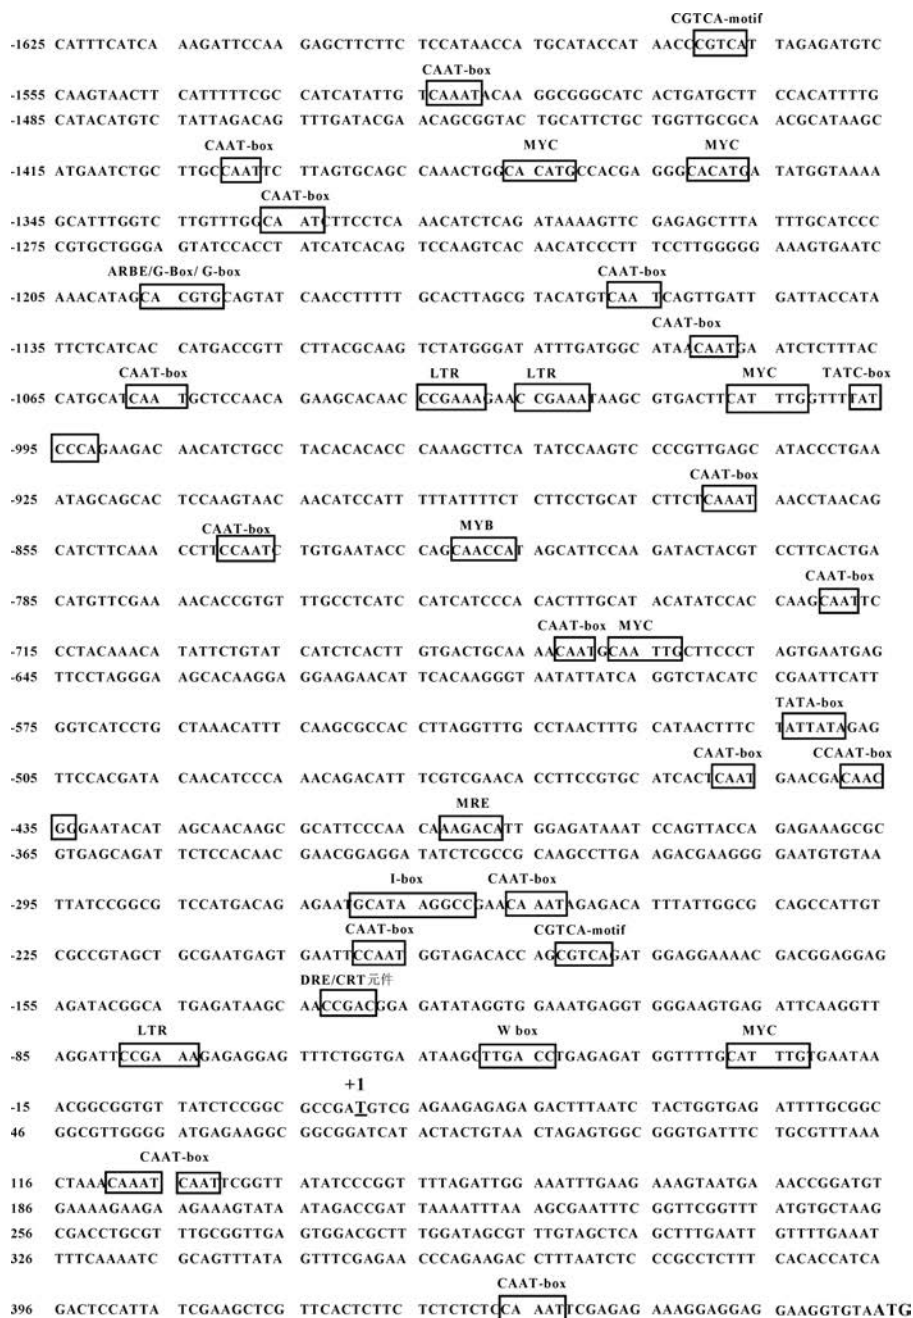 CGTCA-motif
-1625 CATTTCATCA AAGATTCCAA GAGCTTCTTC TCCATAACCA TGCATACCAT AACCCGTCAT TAGAGATGTC
CAAT-box
-1555 CAAGTAACTT CATTTTTCGC CATCATATTG TCAAATACAA GGCGGGCATC ACTGATGCTT CCACATTTTG
-1485 CATACATGTC TATTAGACAG TTTGATACGA ACAGCGGTAC TGCATTCTGC TGGTTGCGCA ACGCATAAGC
CAAT-box MYC MYC
-1415 ATGAATCTGC TTGCCAATTC TTAGTGCAGC CAAACTGGCA CATGCCACGA GGGCACATGA TATGGTAAAA
CAAT-box
-1345 GCATTTGGTC TTGTTTGGCA ATCTTCCTCA AACATCTCAG ATAAAAGTTC GAGAGCTTTA TTTGCATCCC
-1275 CGTGCTGGGA GTATCCACCT ATCATCACAG TCCAAGTCAC AACATCCCTT TCCTTGGGGG AAAGTGAATC
ARBE/G-Box/ G-box CAAT-box
-1205 AAACATAGCA CGTGCAGTAT CAACCTTTTT GCACTTAGCG TACATGTCAA TCAGTTGATT GATTACCATA
CAAT-box
-1135 TTCTCATCAC CATGACCGTT CTTACGCAAG TCTATGGGAT ATTTGATGGC ATAACAATGA ATCTCTTTAC
CAAT-box LTR LTR MYC TATC-box
-1065 CATGCATCAA TGCTCCAACA GAAGCACAAC CCGAAAGAAC CGAAATAAGC GTGACTTCAT TTGGTTTTAT
-995 CCCAGAAGAC AACATCTGCC TACACACACC CAAAGCTTCA TATCCAAGTC CCCGTTGAGC ATACCCTGAA
CAAT-box
-925 ATAGCAGCAC TCCAAGTAAC AACATCCATT TTTATTTTCT CTTCCTGCAT CTTCTCAAAT AACCTAACAG
CAAT-box MYB
-855 CATCTTCAAA CCTTCCAATC TGTGAATACC CAGCAACCATAGCATTCCAA GATACTACGT CCTTCACTGA
CAAT-box
-785 CATGTTCGAA AACACCGTGT TTGCCTCATC CATCATCCCA CACTTTGCAT ACATATCCAC CAAGCAATTC
CAAT-box MYC
-715 CCTACAAACA TATTCTGTAT CATCTCACTT GTGACTGCAAA ACAATGCAA TTGCTTCCCT AGTGAATGAG
-645 TTCCTAGGGA AGCACAAGGA GGAAGAACAT TCACAAGGGT AATATTATCA GGTCTACATC CGAATTCATT
TATA-box
-575 GGTCATCCTG CTAAACATTT CAAGCGCCAC CTTAGGTTTG CCTAACTTTGC ATAACTTTC TATTATAGAG
CAAT-box CCAAT-box
-505 TTCCACGATA CAACATCCCA AACAGACATT TCGTCGAACA CCTTCCGTGC ATCACTCAAT GAACGACAAC
MRE
-435 GGGAATACAT AGCAACAAGC GCATTCCCAA CAAAGACATT GGAGATAAAT CCAGTTACCA GAGAAAGCGC
-365 GTGAGCAGAT TCTCCACAAC GAACGGAGGA TATCTCGCCG CAAGCCTTGA AGACGAAGGG GAATGTGTAA
I-box CAAT-box
-295 TTATCCGGCG TCCATGACAG AGAATGCATA AGGCCGAACA AATAGAGACA TTTATTGGCG CAGCCATTGT
CAAT-box CGTCA-motif
-225 CGCCGTAGCT GCGAATGAGT GAATTCCAAT GGTAGACACC AGCGTCAGAT GGAGGAAAAC GACGGAGGAG
DRE/CRT 元件
-155 AGATACGGCA TGAGATAAGC AACCGACGGA GATATAGGTG GAAATGAGGT GGGAAGTGAG ATTCAAGGTT
LTR W box MYC
-85 AGGATTCCGA AAGAGAGGAG TTTCTGGTGA ATAAGCTTGA CCTGAGAGAT GGTTTTGCAT TTGTGAATAA
+1
-15 ACGGCGGTGT TATCTCCGGC GCCGATGTCG AGAAGAGAGA GACTTTAATC TACTGGTGAG ATTTTGCGGC
46 GGCGTTGGGG ATGAGAAGGC GGCGGATCAT ACTACTGTAA CTAGAGTGGC GGGTGATTTC TGCGTTTAAA
CAAT-box
116 CTAAACAAAT CAATTCGGTT ATATCCCGGT TTTAGATTGG AAATTTGAAG AAAGTAATGA AACCGGATGT
186 GAAAAGAAGA AGAAAGTATA ATAGACCGAT TAAAATTTAA AGCGAATTTC GGTTCGGTTT ATGTGCTAAG
256 CGACCTGCGT TTGCGGTTGA GTGGACGCTT TGGATAGCGT TTGTAGCTCA GCTTTGAATT GTTTTGAAAT
326 TTTCAAAATC GCAGTTTATA GTTTCGAGAA CCCAGAAGAC CTTTAATCTC CCGCCTCTTT CACACCATCA
CAAT-box
396 GACTCCATTA TCGAAGCTCG TTCACTCTTC TCTCTCTCCA AATTCGAGAG AAAGGAGGAG GAAGGTGTAATG